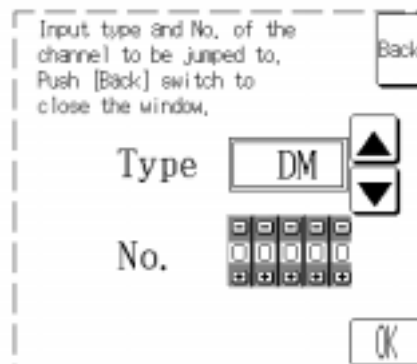 Input type and No. of the
channel to be jumped to.
Push [Back] switch to
close the window.
Back
Type DM
No. 00000
OK